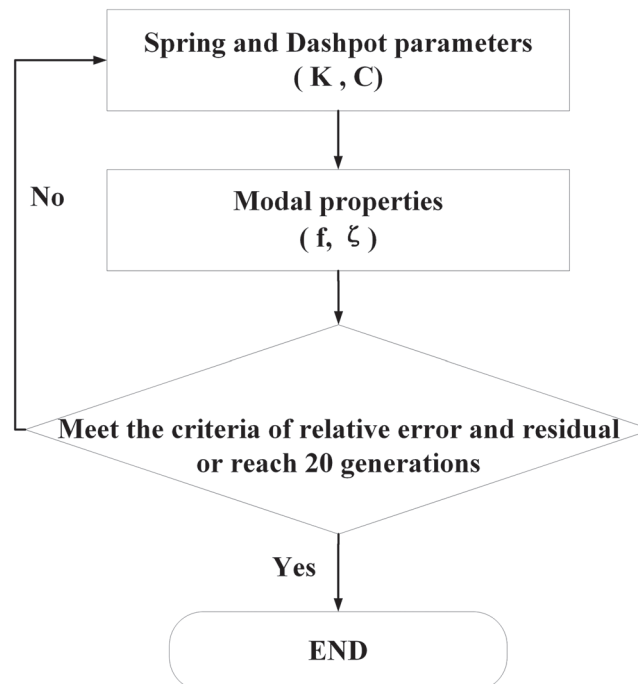 Spring and Dashpot parameters
( K , C)
No
Modal properties
( f, ζ )
Meet the criteria of relative error and residual
or reach 20 generations
Yes
END